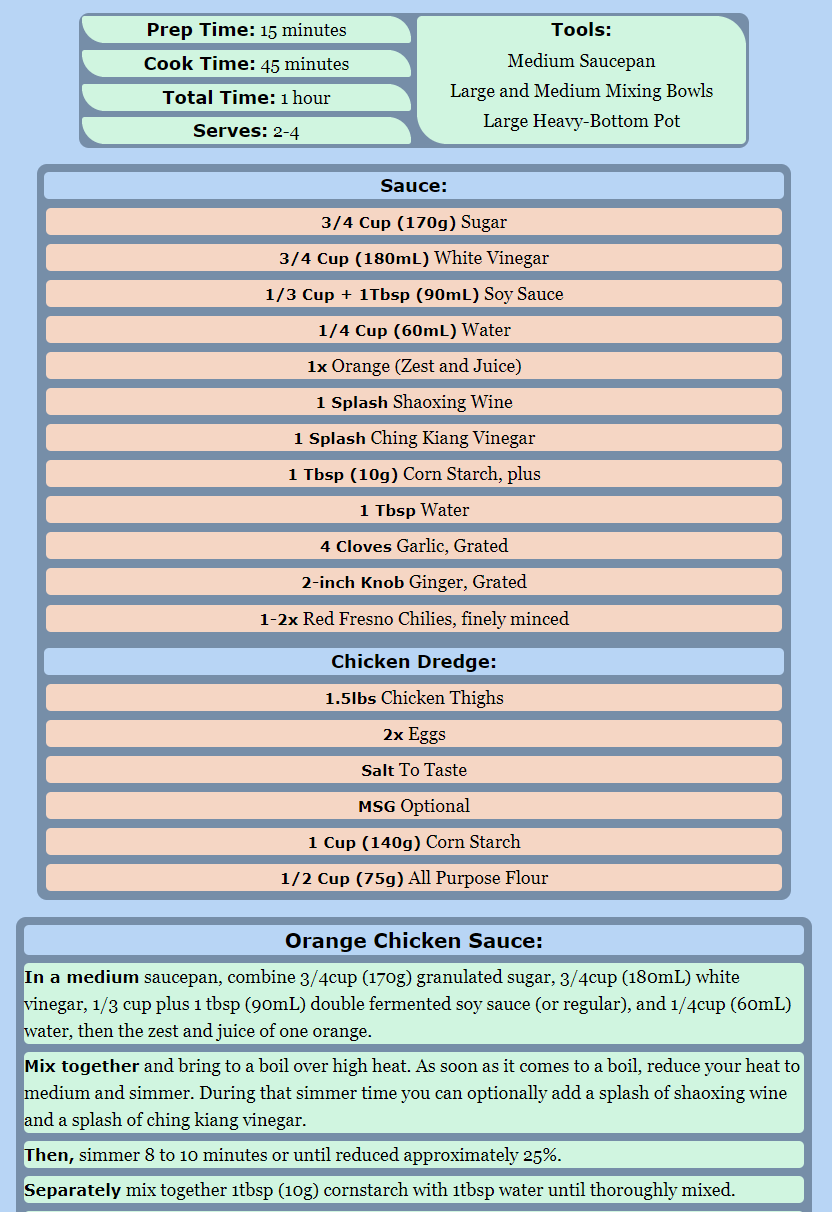 Prep Time: 15 minutes
Cook Time: 45 minutes
Total Time: 1 hour
Serves: 2-4
Tools:
Medium Saucepan
Large and Medium Mixing Bowls
Large Heavy-Bottom Pot
Sauce:
3/4 Cup (170g) Sugar
3/4 Cup (180mL) White Vinegar
1/3 Cup + 1Tbsp (90mL) Soy Sauce
1/4 Cup (60mL) Water
1x Orange (Zest and Juice)
1 Splash Shaoxing Wine
1 Splash Ching Kiang Vinegar
1 Tbsp (10g) Corn Starch, plus
1 Tbsp Water
4 Cloves Garlic, Grated
2-inch Knob Ginger, Grated
1-2x Red Fresno Chilies, finely minced
Chicken Dredge:
1.5lbs Chicken Thighs
2x Eggs
Salt To Taste
MSG Optional
1 Cup (140g) Corn Starch
1/2 Cup (75g) All Purpose Flour
Orange Chicken Sauce:
In a medium saucepan, combine 3/4cup (170g) granulated sugar, 3/4cup (180mL) white
vinegar, 1/3 cup plus 1 tbsp (90mL) double fermented soy sauce (or regular), and 1/4cup (60mL)
water, then the zest and juice of one orange.
Mix together and bring to a boil over high heat. As soon as it comes to a boil, reduce your heat to
medium and simmer. During that simmer time you can optionally add a splash of shaoxing wine
and a splash of ching kiang vinegar.
Then, simmer 8 to 10 minutes or until reduced approximately 25%.
Separately mix together 1tbsp (10g) cornstarch with 1tbsp water until thoroughly mixed.